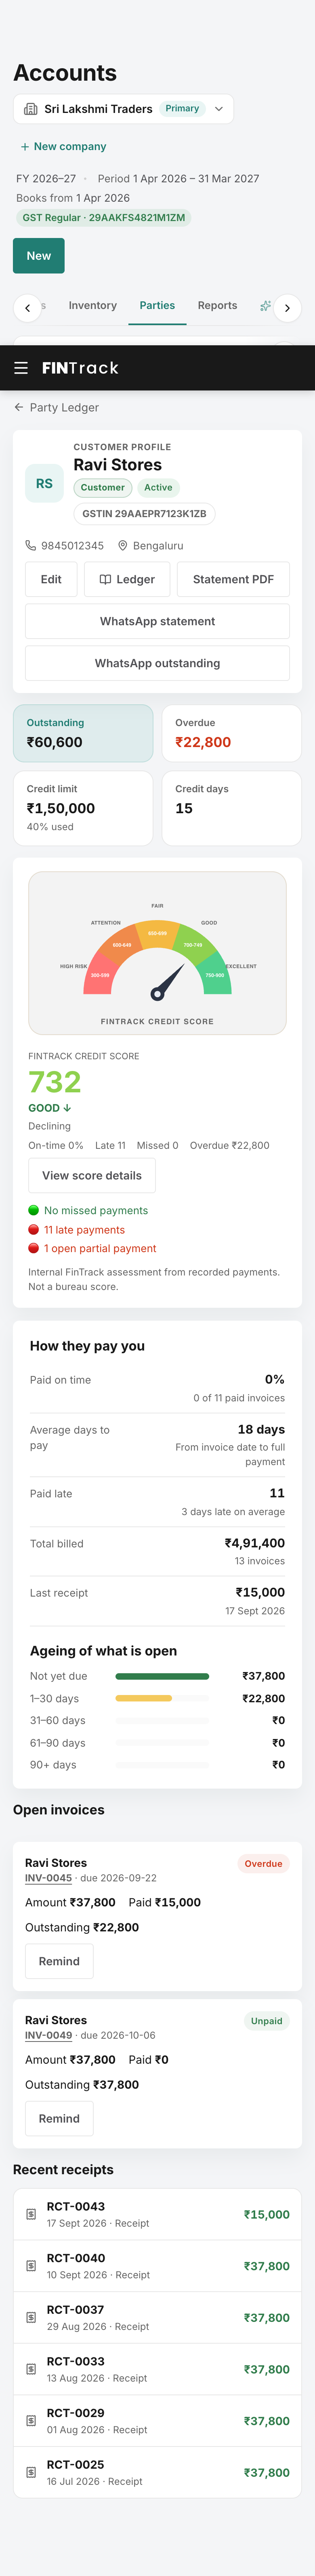 Accounts
Sri Lakshmi Traders Primary
+ New company
FY 2026–27 • Period 1 Apr 2026 – 31 Mar 2027
Books from 1 Apr 2026
GST Regular · 29AAKFS4821M1ZM
New
s Inventory Parties Reports
FINTrack
← Party Ledger
CUSTOMER PROFILE
RS
Ravi Stores
Customer Active
GSTIN 29AAEPR7123K1ZB
9845012345 Bengaluru
Edit Ledger Statement PDF
WhatsApp statement
WhatsApp outstanding
Outstanding
₹60,600
Overdue
₹22,800
Credit limit
₹1,50,000
40% used
Credit days
15
FAIR
ATTENTION GOOD
650-699
600-649 700-749
HIGH RISK EXCELLENT
300-599 750-900
FINTRACK CREDIT SCORE
FINTRACK CREDIT SCORE
732
GOOD ↓
Declining
On-time 0% Late 11 Missed 0 Overdue ₹22,800
View score details
No missed payments
11 late payments
1 open partial payment
Internal FinTrack assessment from recorded payments.
Not a bureau score.
How they pay you
Paid on time 0%
0 of 11 paid invoices
Average days to pay 18 days
From invoice date to full payment
Paid late 11
3 days late on average
Total billed ₹4,91,400
13 invoices
Last receipt ₹15,000
17 Sept 2026
Ageing of what is open
Not yet due ₹37,800
1–30 days ₹22,800
31–60 days ₹0
61–90 days ₹0
90+ days ₹0
Open invoices
Ravi Stores Overdue
INV-0045 · due 2026-09-22
Amount ₹37,800 Paid ₹15,000
Outstanding ₹22,800
Remind
Ravi Stores Unpaid
INV-0049 · due 2026-10-06
Amount ₹37,800 Paid ₹0
Outstanding ₹37,800
Remind
Recent receipts
RCT-0043 ₹15,000
17 Sept 2026 · Receipt
RCT-0040 ₹37,800
10 Sept 2026 · Receipt
RCT-0037 ₹37,800
29 Aug 2026 · Receipt
RCT-0033 ₹37,800
13 Aug 2026 · Receipt
RCT-0029 ₹37,800
01 Aug 2026 · Receipt
RCT-0025 ₹37,800
16 Jul 2026 · Receipt